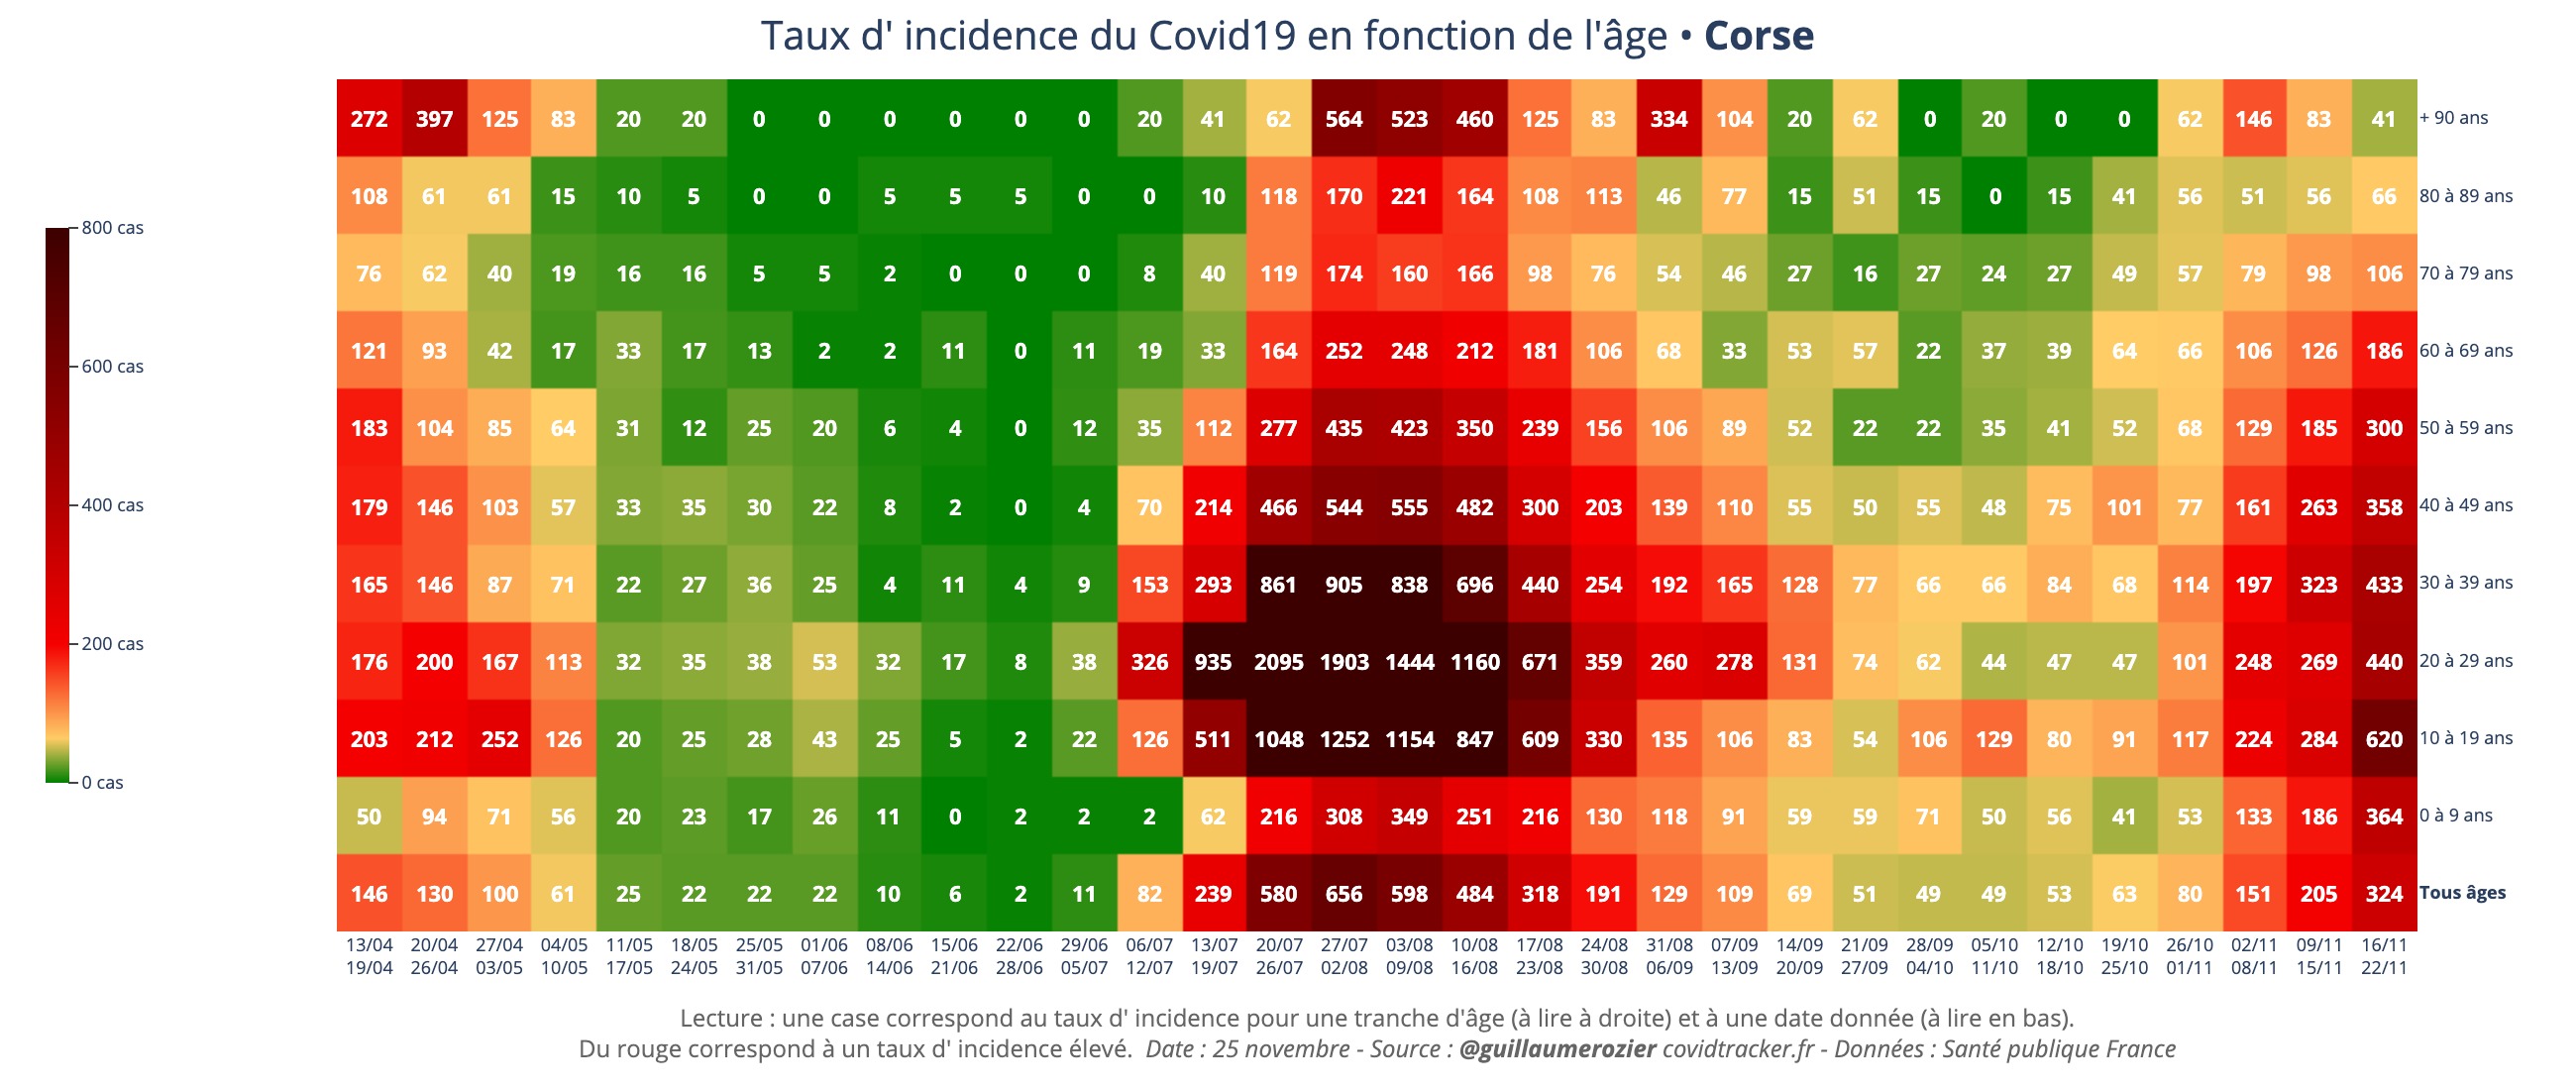 Taux d' incidence du Covid19 en fonction de l'âge • Corse
272 397 125 83 20 20 0 0 0 0 0 0 20 41 62 564 523 460 125 83 334 104 20 62 0 20 0 0 62 146 83 41 + 90 ans
108 61 61 15 10 5 0 0 5 5 5 0 0 10 118 170 221 164 108 113 46 77 15 51 15 0 15 41 56 51 56 66 80 à 89 ans
800 cas
76 62 40 19 16 16 5 5 2 0 0 0 8 40 119 174 160 166 98 76 54 46 27 16 27 24 27 49 57 79 98 106 70 à 79 ans
121 93 42 17 33 17 13 2 2 11 0 11 19 33 164 252 248 212 181 106 68 33 53 57 22 37 39 64 66 106 126 186 60 à 69 ans
600 cas
183 104 85 64 31 12 25 20 6 4 0 12 35 112 277 435 423 350 239 156 106 89 52 22 22 35 41 52 68 129 185 300 50 à 59 ans
400 cas
179 146 103 57 33 35 30 22 8 2 0 4 70 214 466 544 555 482 300 203 139 110 55 50 55 48 75 101 77 161 263 358 40 à 49 ans
165 146 87 71 22 27 36 25 4 11 4 9 153 293 861 905 838 696 440 254 192 165 128 77 66 66 84 68 114 197 323 433 30 à 39 ans
200 cas
176 200 167 113 32 35 38 53 32 17 8 38 326 935 2095 1903 1444 1160 671 359 260 278 131 74 62 44 47 47 101 248 269 440 20 à 29 ans
203 212 252 126 20 25 28 43 25 5 2 22 126 511 1048 1252 1154 847 609 330 135 106 83 54 106 129 80 91 117 224 284 620 10 à 19 ans
0 cas
50 94 71 56 20 23 17 26 11 0 2 2 2 62 216 308 349 251 216 130 118 91 59 59 71 50 56 41 53 133 186 364 0 à 9 ans
146 130 100 61 25 22 22 22 10 6 2 11 82 239 580 656 598 484 318 191 129 109 69 51 49 49 53 63 80 151 205 324 Tous âges
13/04 20/04 27/04 04/05 11/05 18/05 25/05 01/06 08/06 15/06 22/06 29/06 06/07 13/07 20/07 27/07 03/08 10/08 17/08 24/08 31/08 07/09 14/09 21/09 28/09 05/10 12/10 19/10 26/10 02/11 09/11 16/11
19/04 26/04 03/05 10/05 17/05 24/05 31/05 07/06 14/06 21/06 28/06 05/07 12/07 19/07 26/07 02/08 09/08 16/08 23/08 30/08 06/09 13/09 20/09 27/09 04/10 11/10 18/10 25/10 01/11 08/11 15/11 22/11
Lecture : une case correspond au taux d' incidence pour une tranche d'âge (à lire à droite) et à une date donnée (à lire en bas).
Du rouge correspond à un taux d' incidence élevé. Date : 25 novembre - Source : @guillaumerozier covidtracker.fr - Données : Santé publique France